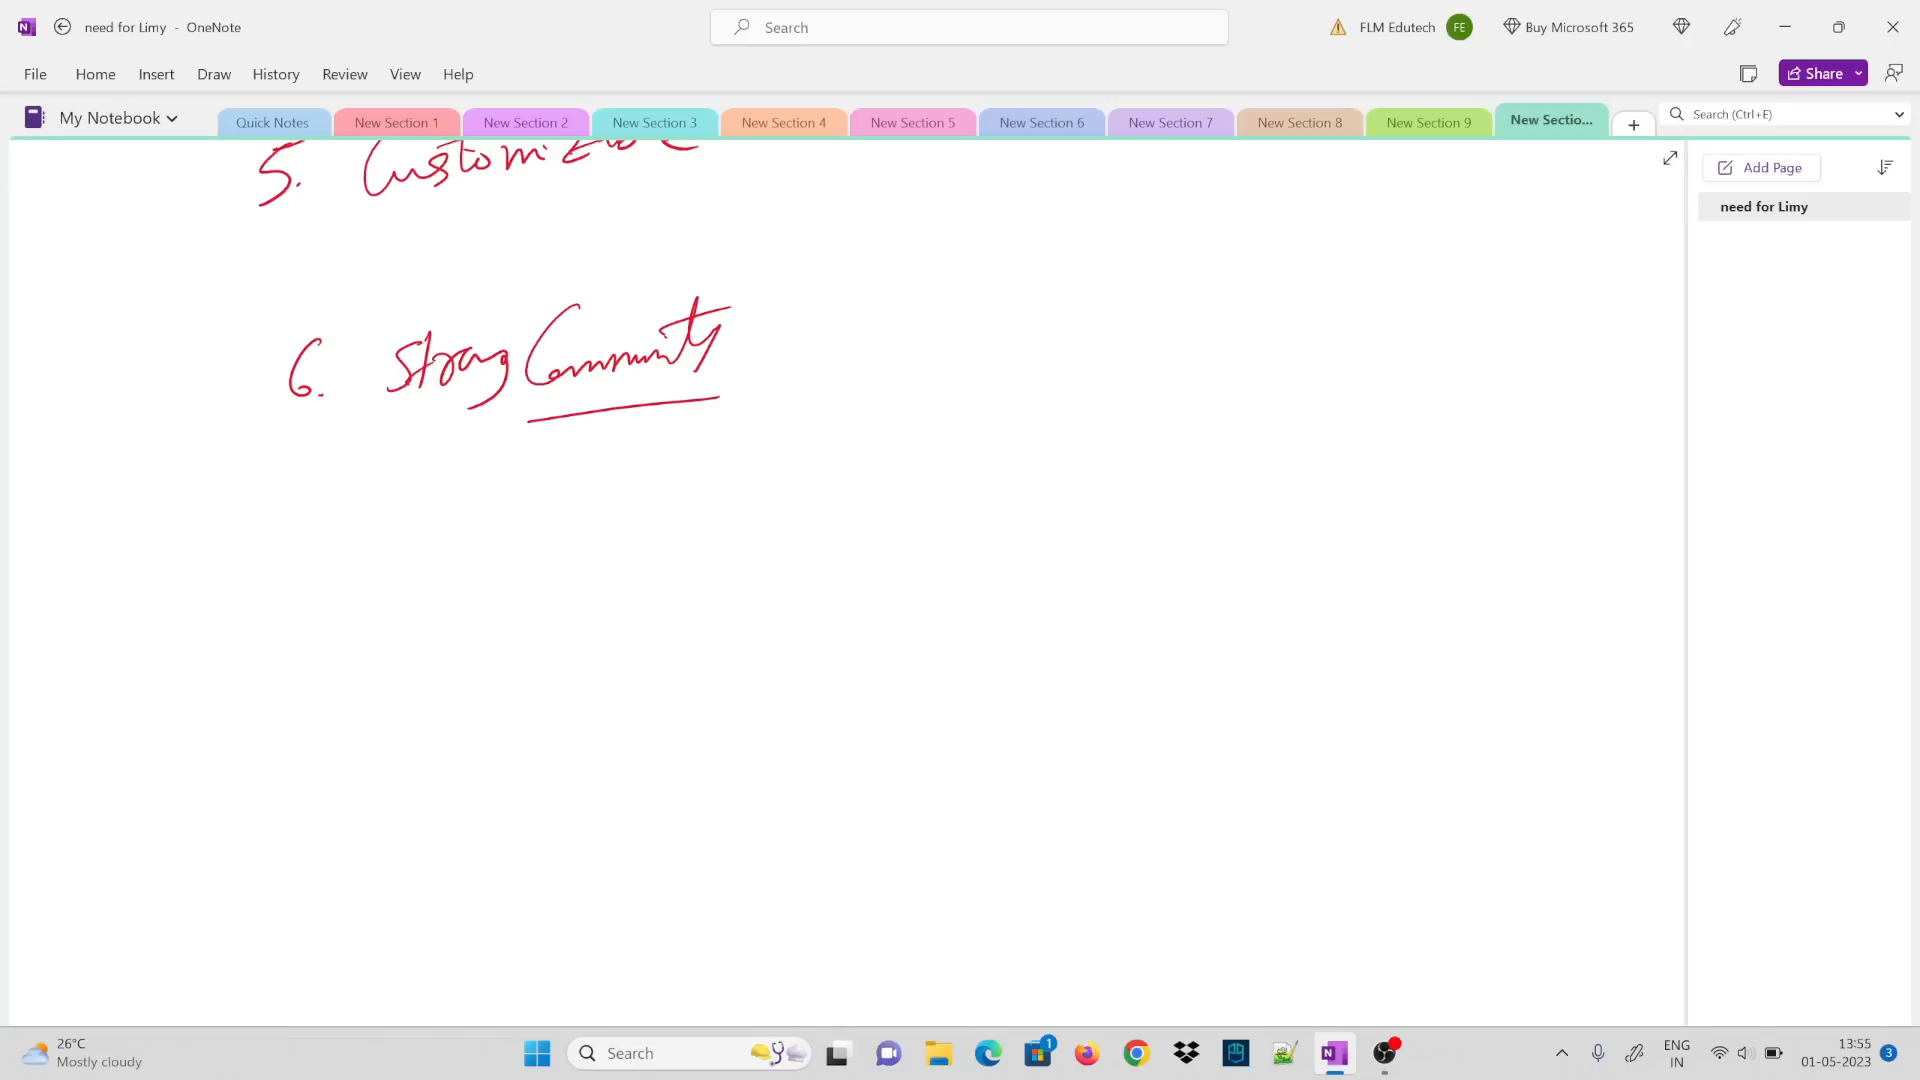 need for Limy - OneNote
Search
FLM Edutech FE
Buy Microsoft 365
File Home Insert Draw History Review View Help
Share
My Notebook
Quick Notes New Section 1 New Section 2 New Section 3 New Section 4 New Section 5 New Section 6 New Section 7 New Section 8 New Section 9 New Sectio... +
Search (Ctrl+E)
Add Page
need for Limy
5.
6. Strong Community
26°C
Mostly cloudy
Search
1
ENG
IN
13:55
01-05-2023
3